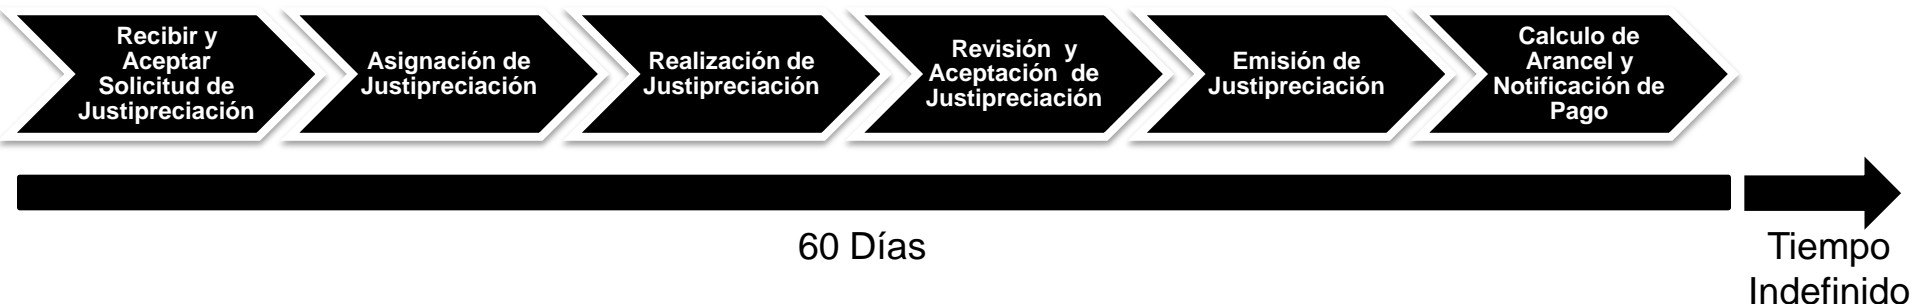 Recibir y
Aceptar
Solicitud de
Justipreciación
Asignación de
Justipreciación
Realización de
Justipreciación
Revisión y
Aceptación de
Justipreciación
Emisión de
Justipreciación
Calculo de
Arancel y
Notificación de
Pago
60 Días
Tiempo
Indefinido